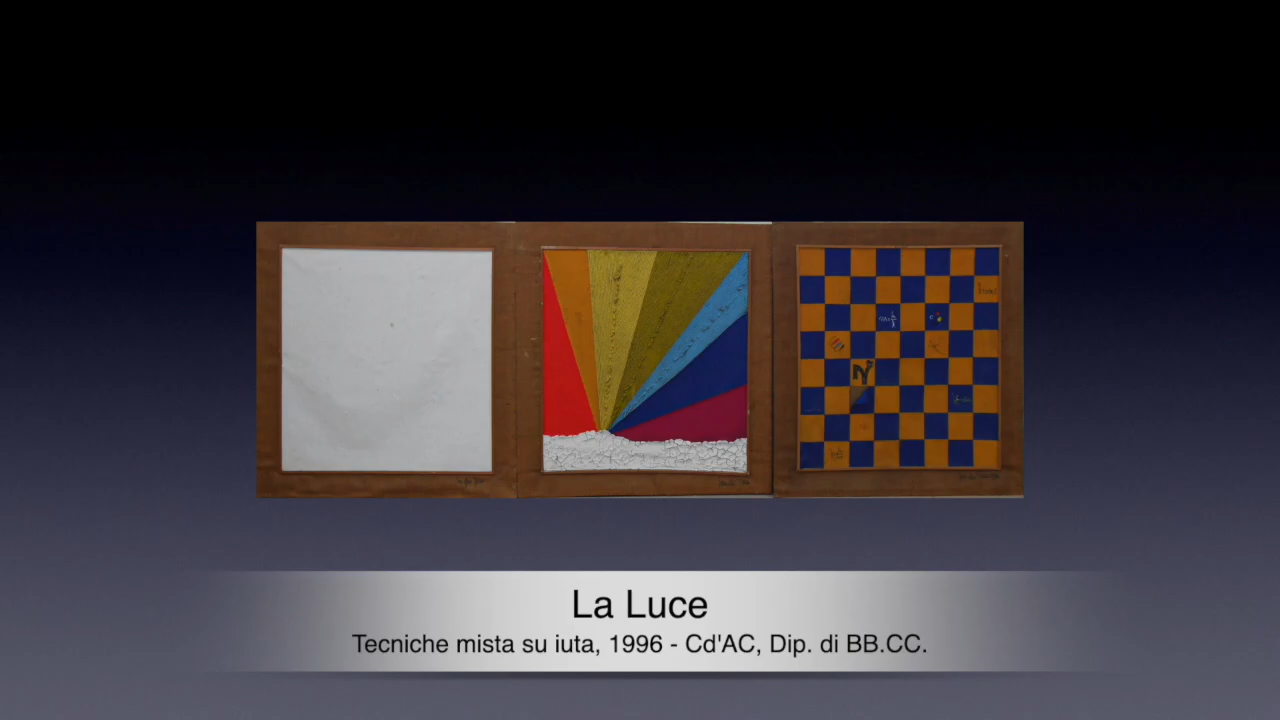 La Luce
Tecniche mista su iuta, 1996 - Cd'AC, Dip. di BB.CC.